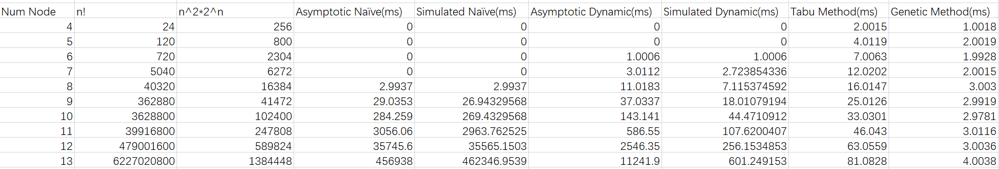 Num Node n! n^2*2^n Asymptotic Naïve(ms) Simulated Naïve(ms) Asymptotic Dynamic(ms) Simulated Dynamic(ms) Tabu Method(ms) Genetic Method(ms)
4 24 256 0 0 0 0 2.0015 1.0018
5 120 800 0 0 0 0 4.0119 2.0019
6 720 2304 0 0 1.0006 1.0006 7.0063 1.9928
7 5040 6272 0 0 3.0112 2.723854336 12.0202 2.0015
8 40320 16384 2.9937 2.9937 11.0183 7.115374592 16.0147 3.003
9 362880 41472 29.0353 26.94329568 37.0337 18.01079194 25.0126 2.9919
10 3628800 102400 284.259 269.4329568 143.141 44.4710912 33.0301 2.9781
11 39916800 247808 3056.06 2963.762525 586.55 107.6200407 46.043 3.0116
12 479001600 589824 35745.6 35565.1503 2546.35 256.1534853 63.0559 3.0036
13 6227020800 1384448 456938 462346.9539 11241.9 601.249153 81.0828 4.0038